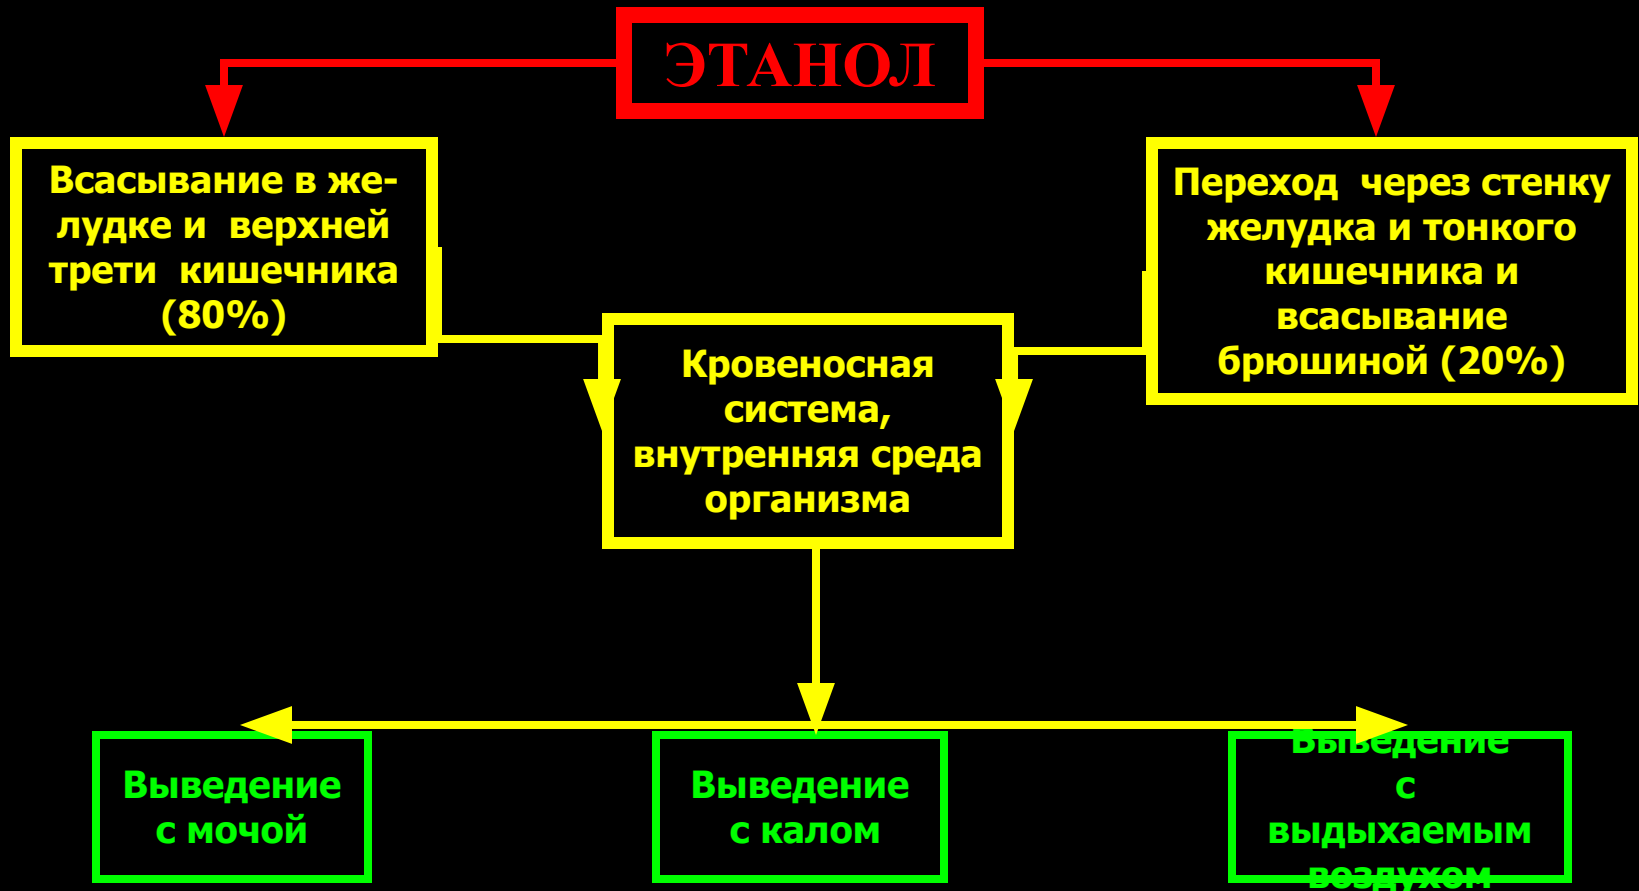 ЭТАНОЛ
Всасывание в же-
лудке и верхней
трети кишечника
(80%)
Переход через стенку
желудка и тонкого
кишечника и
всасывание
брюшиной (20%)
Кровеносная
система,
внутренняя среда
организма
Выведение
с мочой
Выведение
с калом
Выведение
с
выдыхаемым
воздухом